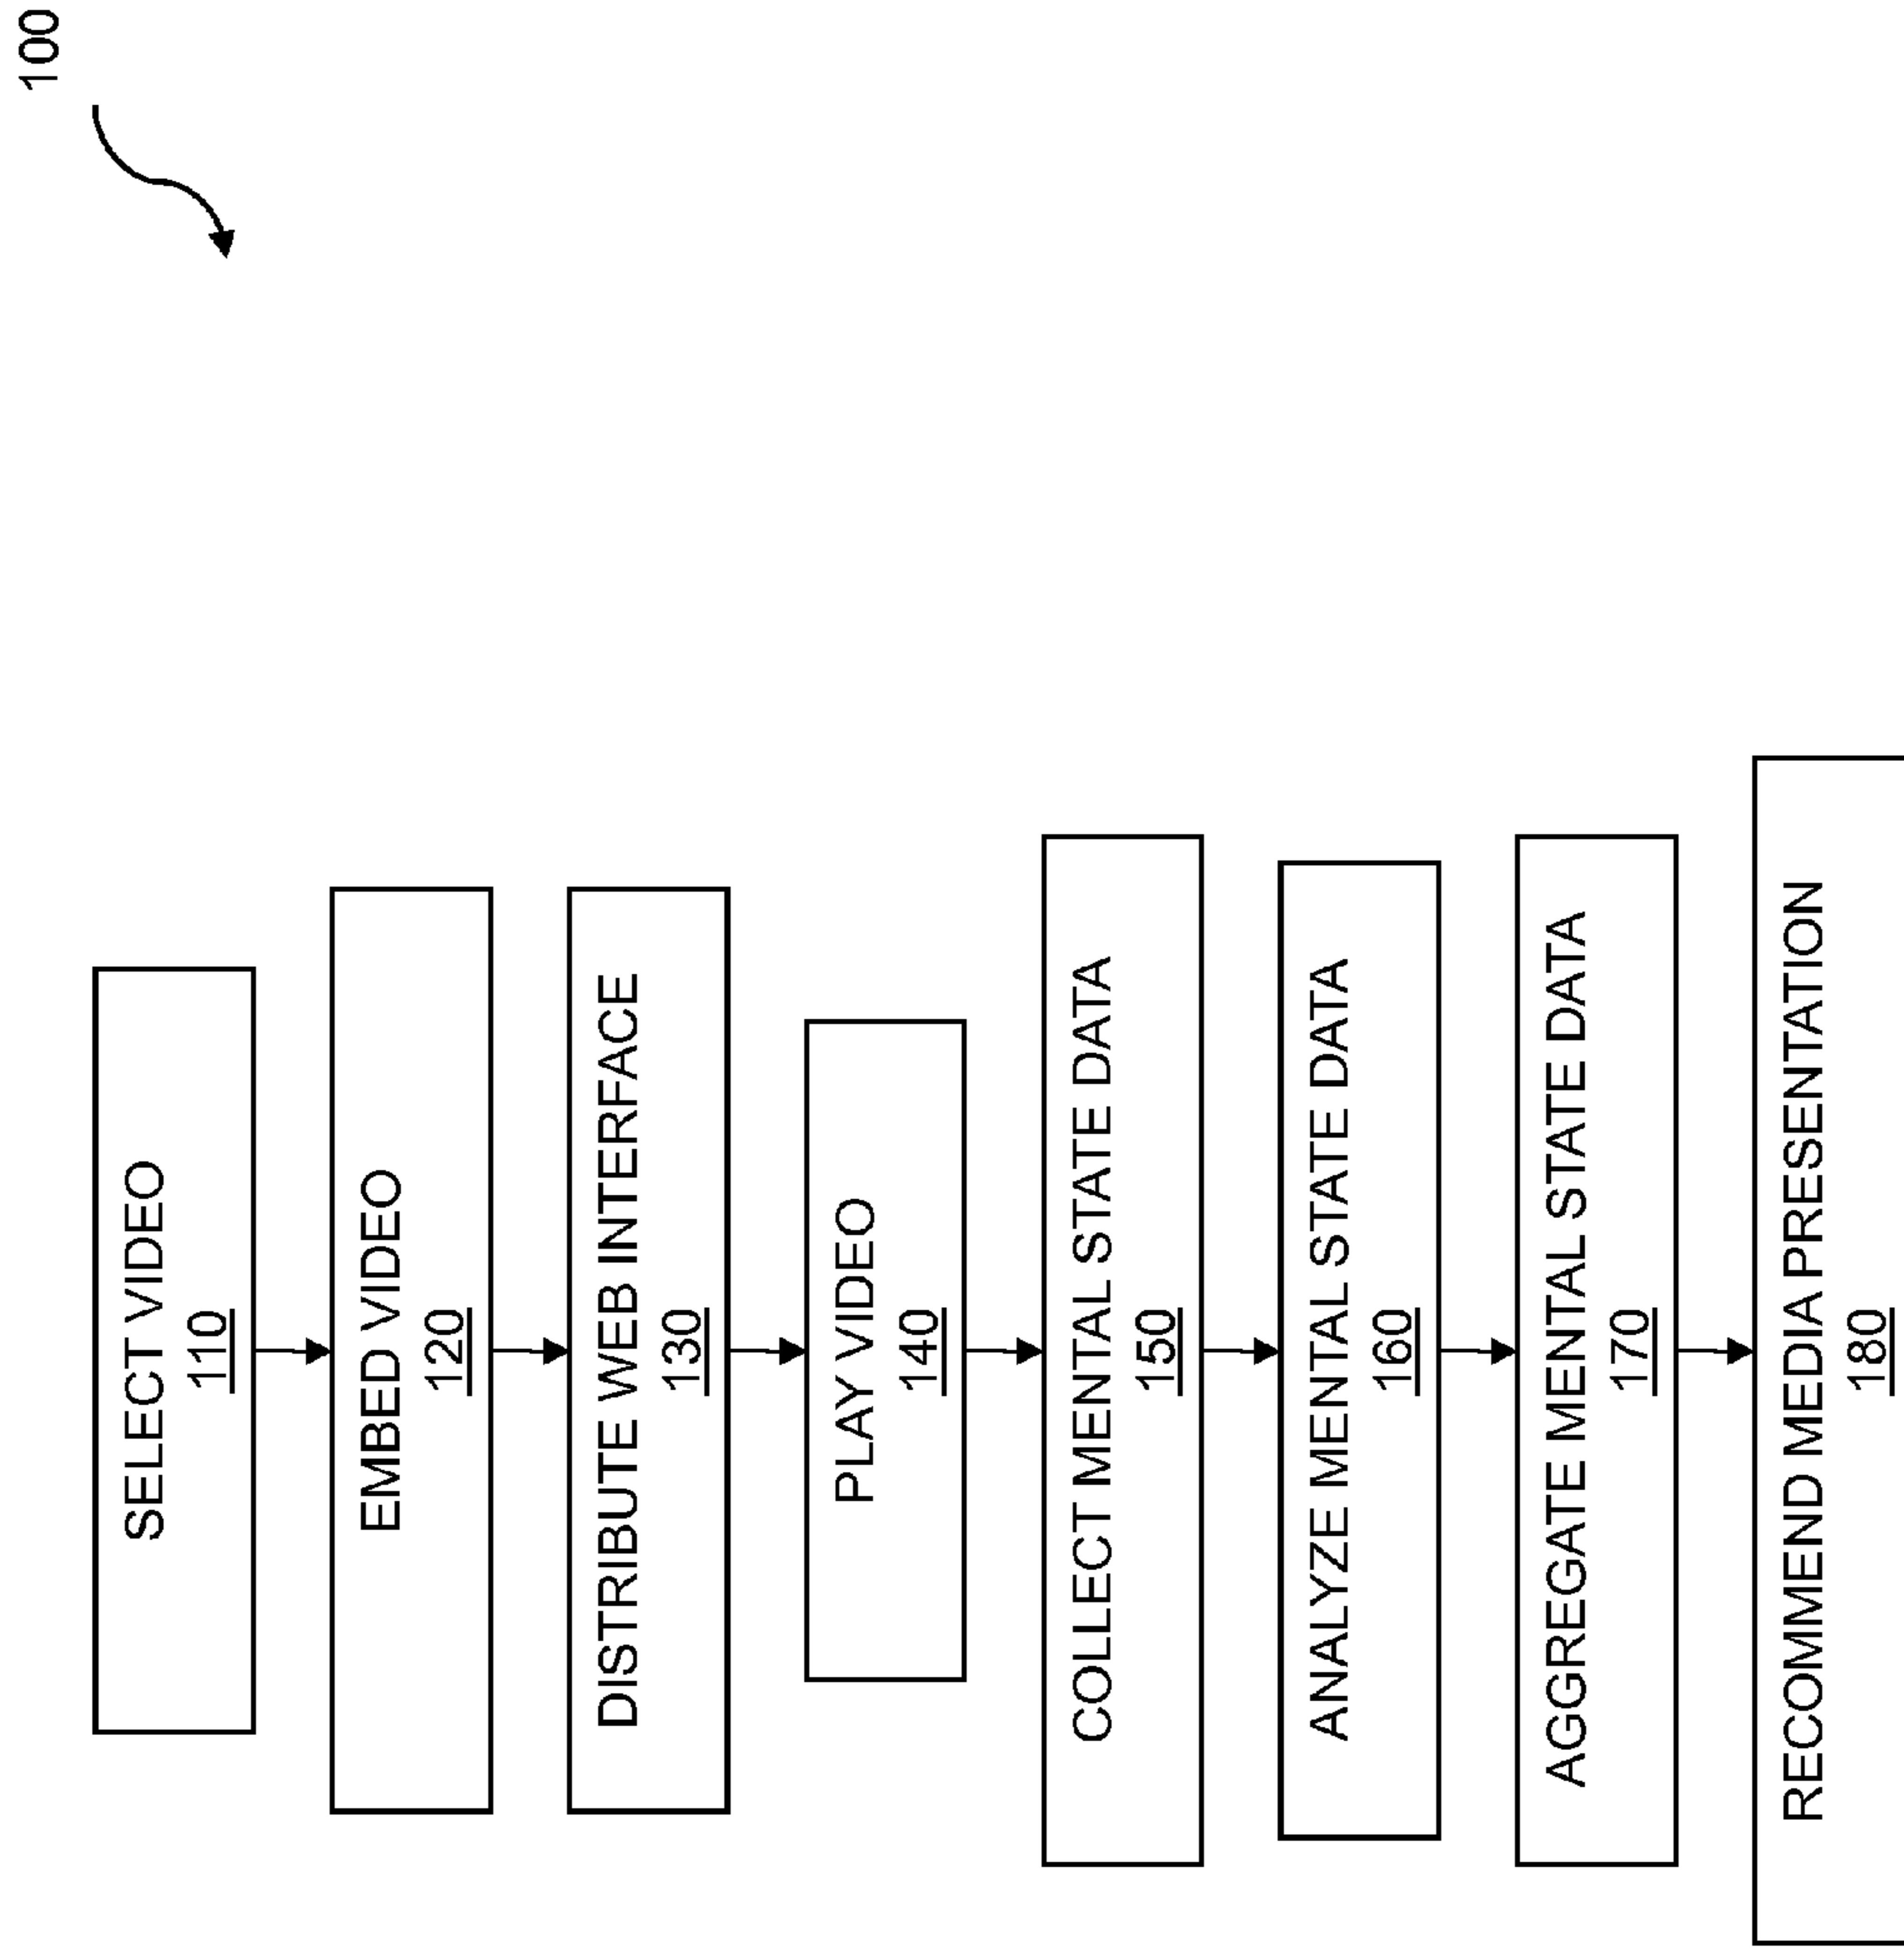 100
SELECT VIDEO
110
EMBED VIDEO
120
DISTRIBUTE WEB INTERFACE
130
PLAY VIDEO
140
COLLECT MENTAL STATE DATA
150
ANALYZE MENTAL STATE DATA
160
AGGREGATE MENTAL STATE DATA
170
RECOMMEND MEDIA PRESENTATION
180